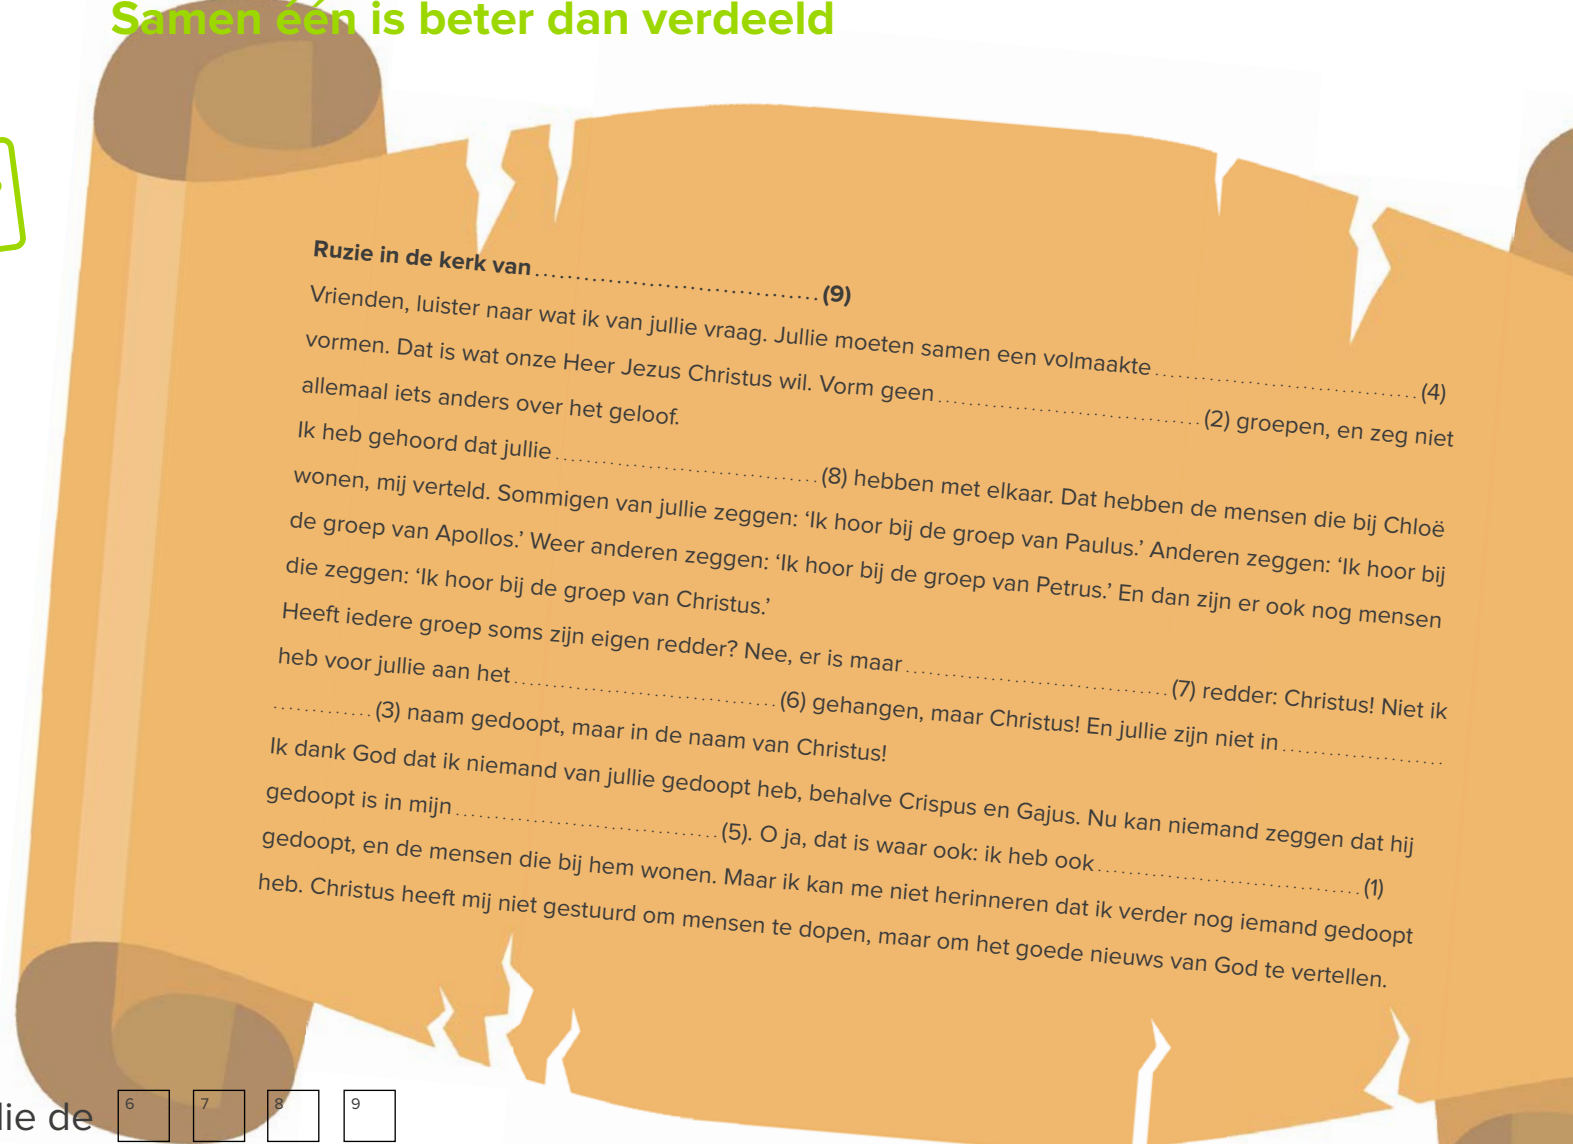 Samen één is beter dan verdeeld
Ruzie in de kerk van .................................. (9)
Vrienden, luister naar wat ik van jullie vraag. Jullie moeten samen een volmaakte .................................. (4)
vormen. Dat is wat onze Heer Jezus Christus wil. Vorm geen .................................. (2) groepen, en zeg niet
allemaal iets anders over het geloof.
Ik heb gehoord dat jullie .................................. (8) hebben met elkaar. Dat hebben de mensen die bij Chloë
wonen, mij verteld. Sommigen van jullie zeggen: ‘Ik hoor bij de groep van Paulus.’ Anderen zeggen: ‘Ik hoor bij
de groep van Apollos.’ Weer anderen zeggen: ‘Ik hoor bij de groep van Petrus.’ En dan zijn er ook nog mensen
die zeggen: ‘Ik hoor bij de groep van Christus.’
Heeft iedere groep soms zijn eigen redder? Nee, er is maar .................................. (7) redder: Christus! Niet ik
heb voor jullie aan het .................................. (6) gehangen, maar Christus! En jullie zijn niet in .....................
............. (3) naam gedoopt, maar in de naam van Christus!
Ik dank God dat ik niemand van jullie gedoopt heb, behalve Crispus en Gajus. Nu kan niemand zeggen dat hij
gedoopt is in mijn .................................. (5). O ja, dat is waar ook: ik heb ook .................................. (1)
gedoopt, en de mensen die bij hem wonen. Maar ik kan me niet herinneren dat ik verder nog iemand gedoopt
heb. Christus heeft mij niet gestuurd om mensen te dopen, maar om het goede nieuws van God te vertellen.
de 6 7 8 9